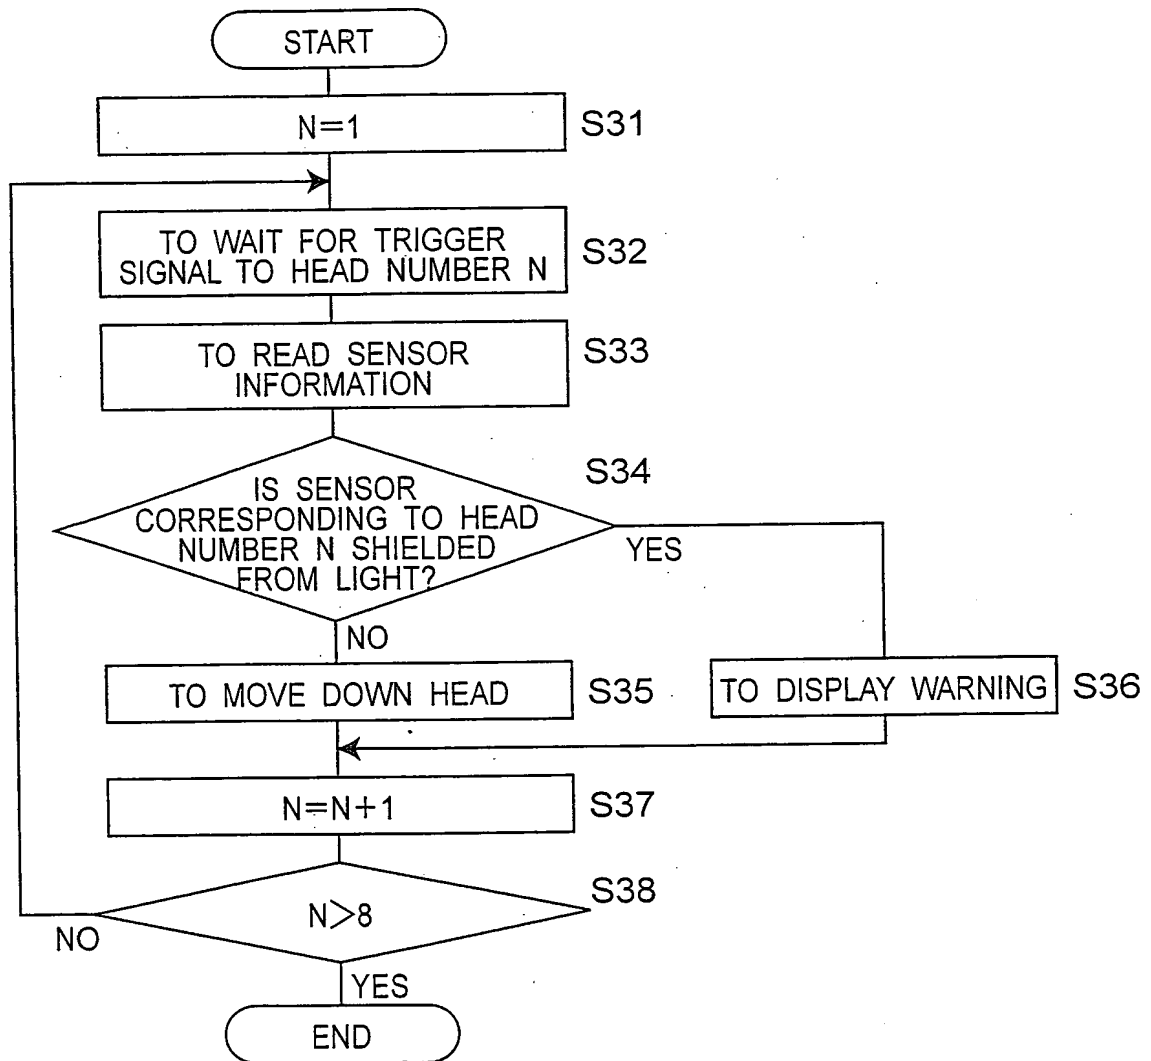 START
N=1
S31
TO WAIT FOR TRIGGER
SIGNAL TO HEAD NUMBER N
S32
TO READ SENSOR
INFORMATION
S33
IS SENSOR
CORRESPONDING TO HEAD
NUMBER N SHIELDED
FROM LIGHT?
S34
YES
NO
TO MOVE DOWN HEAD
S35
TO DISPLAY WARNING
S36
N=N+1
S37
N>8
S38
NO
YES
END